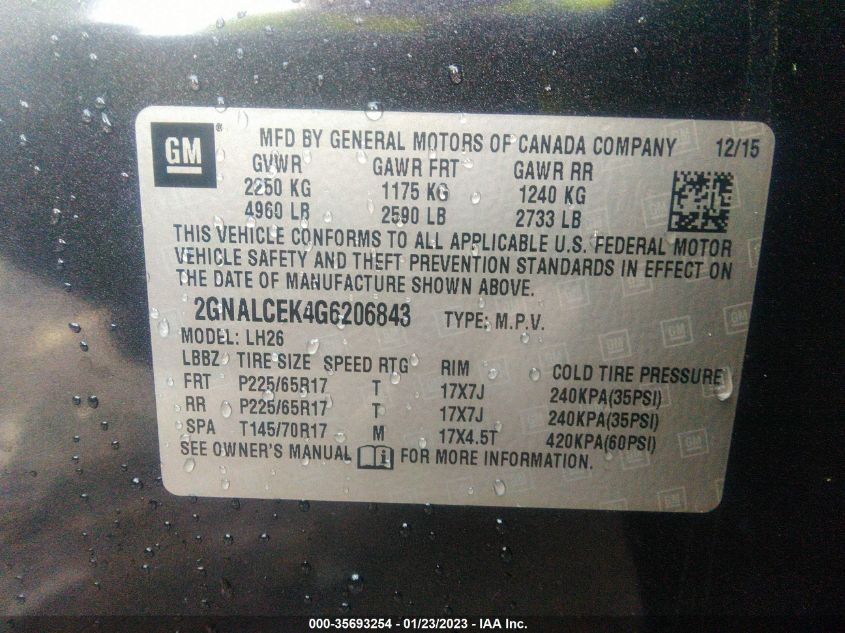 GM® MFD BY GENERAL MOTORS OF CANADA COMPANY 12/15
GVWR GAWR FRT GAWR RR
2250 KG 1175 KG 1240 KG
4960 LB 2590 LB 2733 LB
THIS VEHICLE CONFORMS TO ALL APPLICABLE U.S. FEDERAL MOTOR
VEHICLE SAFETY AND THEFT PREVENTION STANDARDS IN EFFECT ON
THE DATE OF MANUFACTURE SHOWN ABOVE.
2GNALCEK4G6206843 TYPE: M.P.V.
MODEL: LH26
LBBZ TIRE SIZE SPEED RTG RIM COLD TIRE PRESSURE
FRT P225/65R17 T 17X7J 240KPA(35PSI)
RR P225/65R17 T 17X7J 240KPA(35PSI)
SPA T145/70R17 M 17X4.5T 420KPA(60PSI)
SEE OWNER'S MANUAL i FOR MORE INFORMATION.
000-35693254 - 01/23/2023 - IAA Inc.